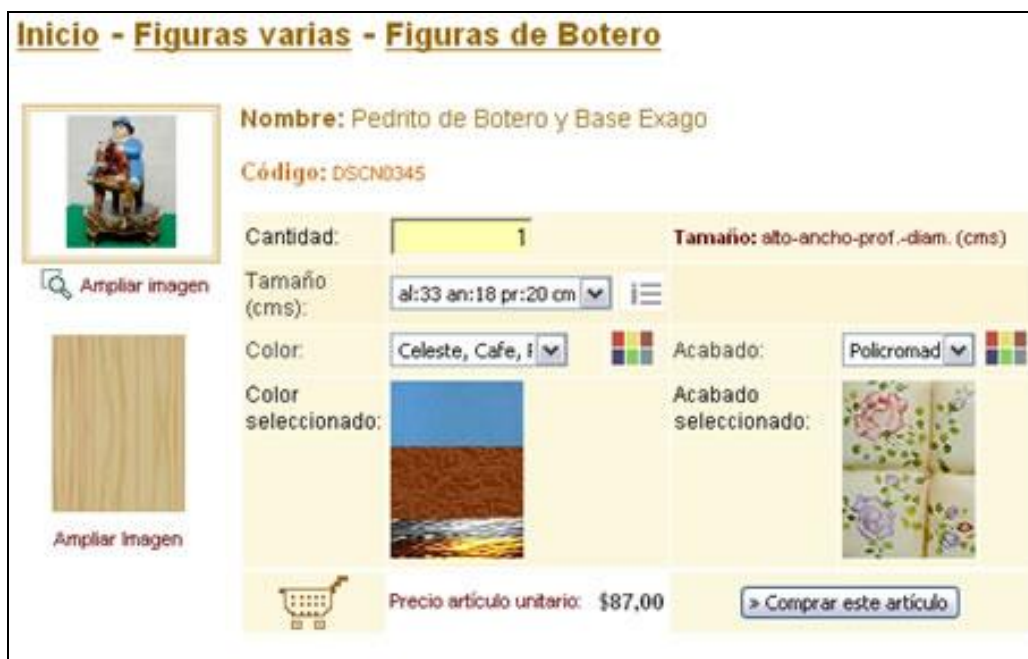 Inicio - Figuras varias - Figuras de Botero
Nombre: Pedrito de Botero y Base Exago
Código: DSCN0345
Ampliar imagen
Ampliar Imagen
Cantidad: 1 Tamaño: alto-ancho-prof.-diam. (cms)
Tamaño (cms): al:33 an:18 pr:20 cm
Color: Celeste, Cafe, Acabado: Policromad
Color seleccionado: Acabado seleccionado:
Precio artículo unitario: $87,00 » Comprar este artículo